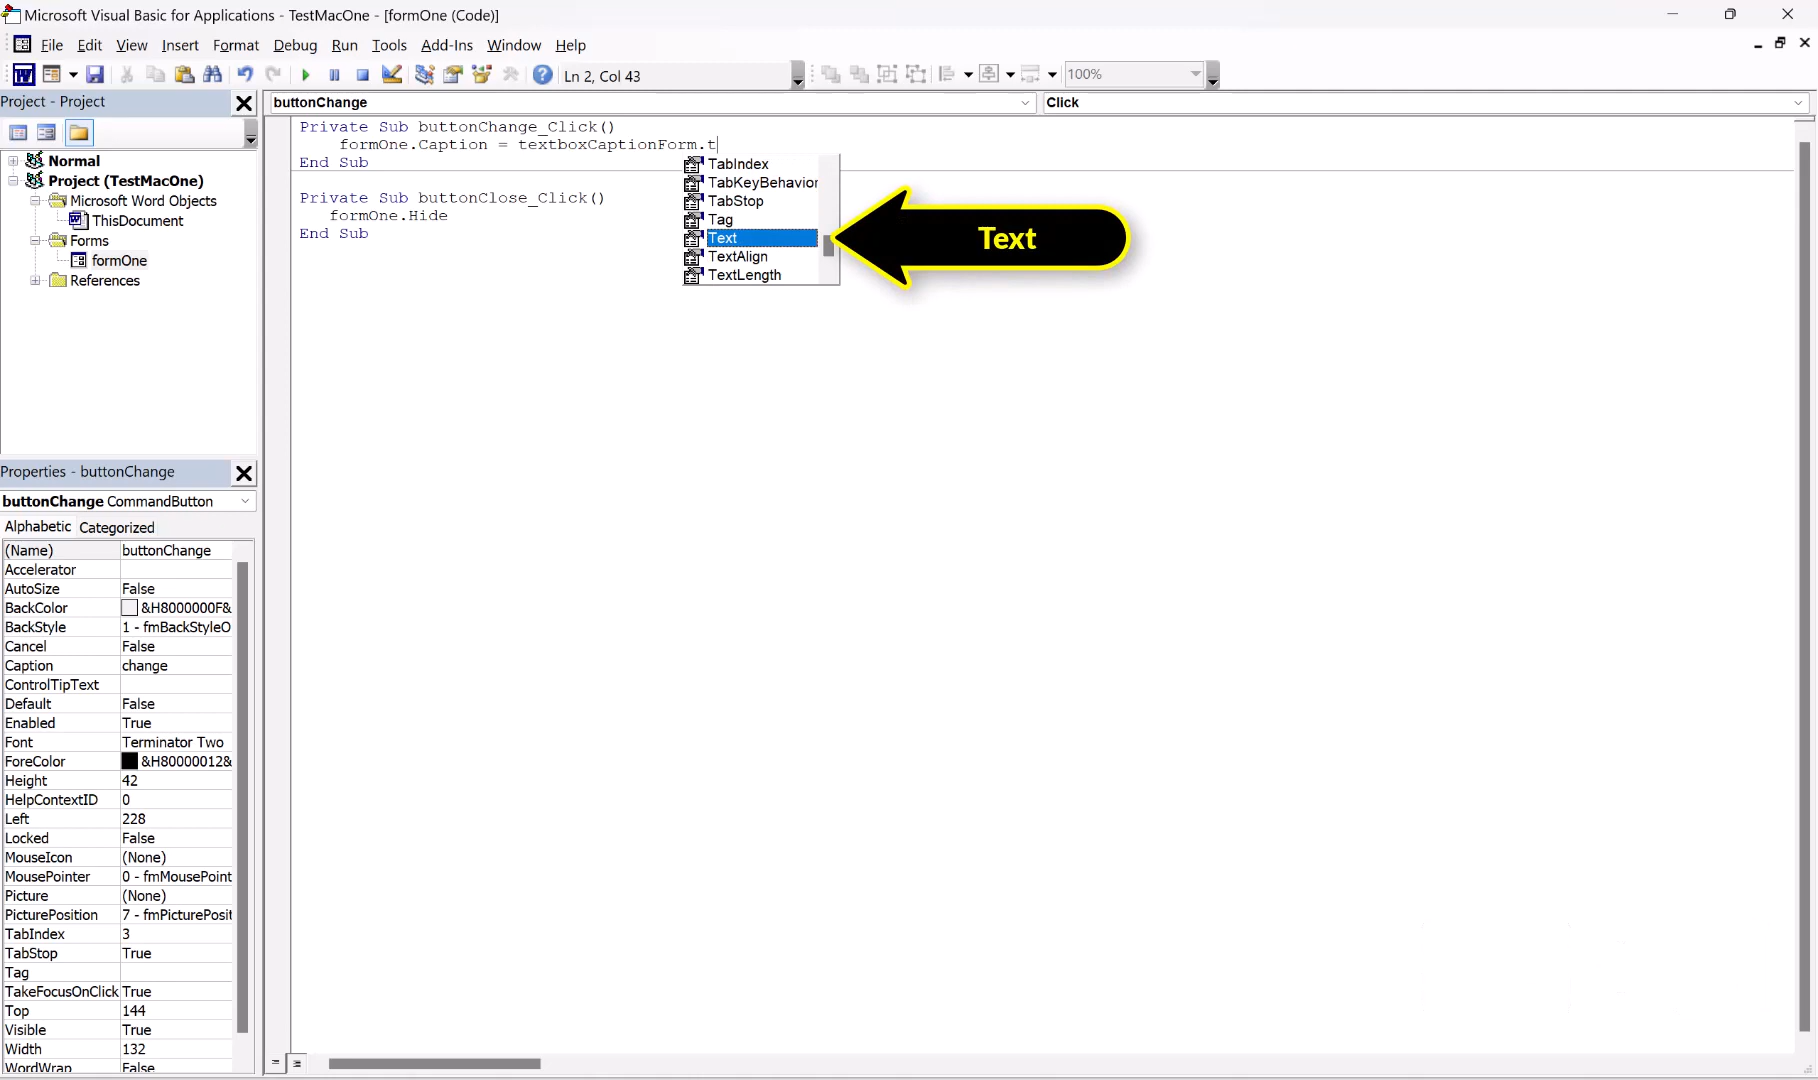 Microsoft Visual Basic for Applications - TestMacOne - [formOne (Code)]
File Edit View Insert Format Debug Run Tools Add-Ins Window Help
Ln 2, Col 43
100%
Project - Project
buttonChange
Click
Normal
Project (TestMacOne)
Microsoft Word Objects
ThisDocument
Forms
formOne
References
Private Sub buttonChange_Click()
formOne.Caption = textboxCaptionForm.t
End Sub
Private Sub buttonClose_Click()
formOne.Hide
End Sub
TabIndex
TabKeyBehavior
TabStop
Tag
Text
TextAlign
TextLength
Text
Properties - buttonChange
buttonChange CommandButton
Alphabetic Categorized
(Name) buttonChange
Accelerator
AutoSize False
BackColor &H8000000F&
BackStyle 1 - fmBackStyleO
Cancel False
Caption change
ControlTipText
Default False
Enabled True
Font Terminator Two
ForeColor &H80000012&
Height 42
HelpContextID 0
Left 228
Locked False
MouseIcon (None)
MousePointer 0 - fmMousePoint
Picture (None)
PicturePosition 7 - fmPicturePosit
TabIndex 3
TabStop True
Tag
TakeFocusOnClick True
Top 144
Visible True
Width 132
WordWrap False